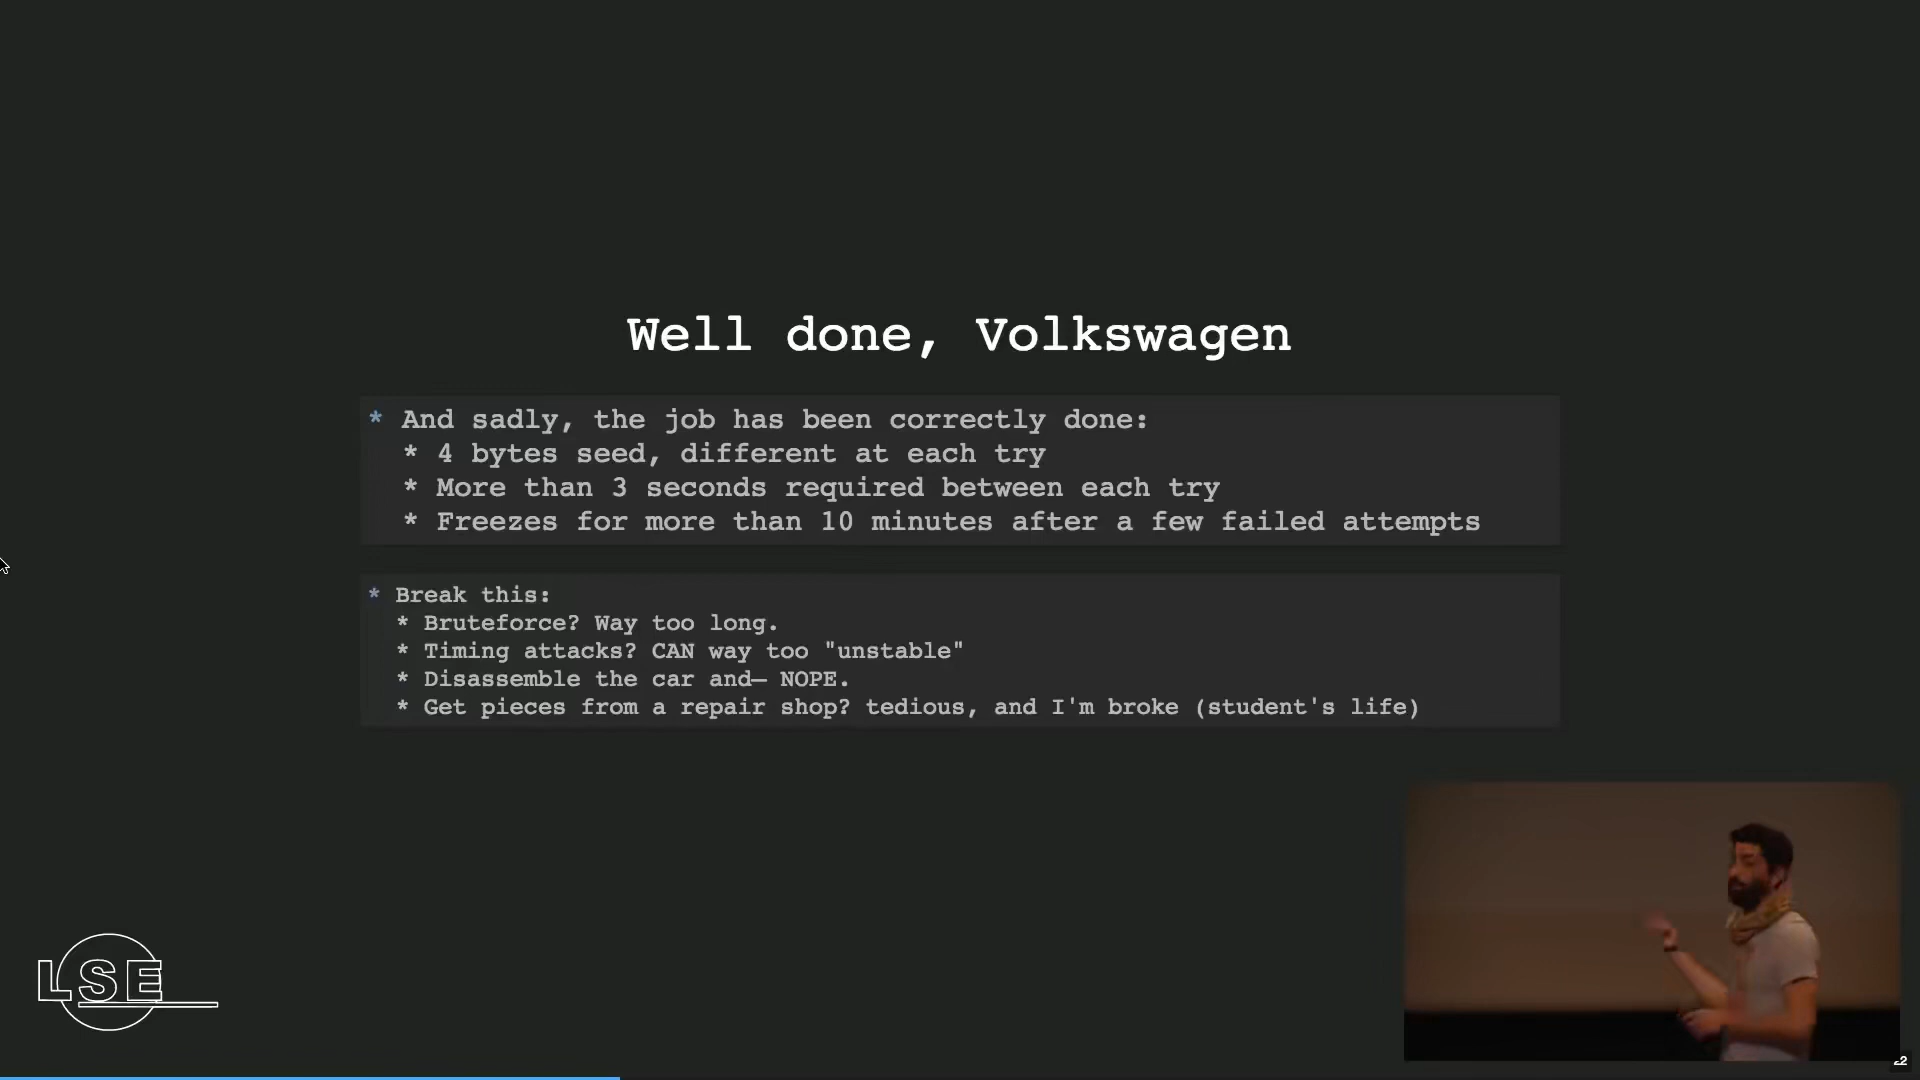 Well done, Volkswagen
* And sadly, the job has been correctly done:
* 4 bytes seed, different at each try
* More than 3 seconds required between each try
* Freezes for more than 10 minutes after a few failed attempts
* Break this:
* Bruteforce? Way too long.
* Timing attacks? CAN way too "unstable"
* Disassemble the car and— NOPE.
* Get pieces from a repair shop? tedious, and I'm broke (student's life)
LSE